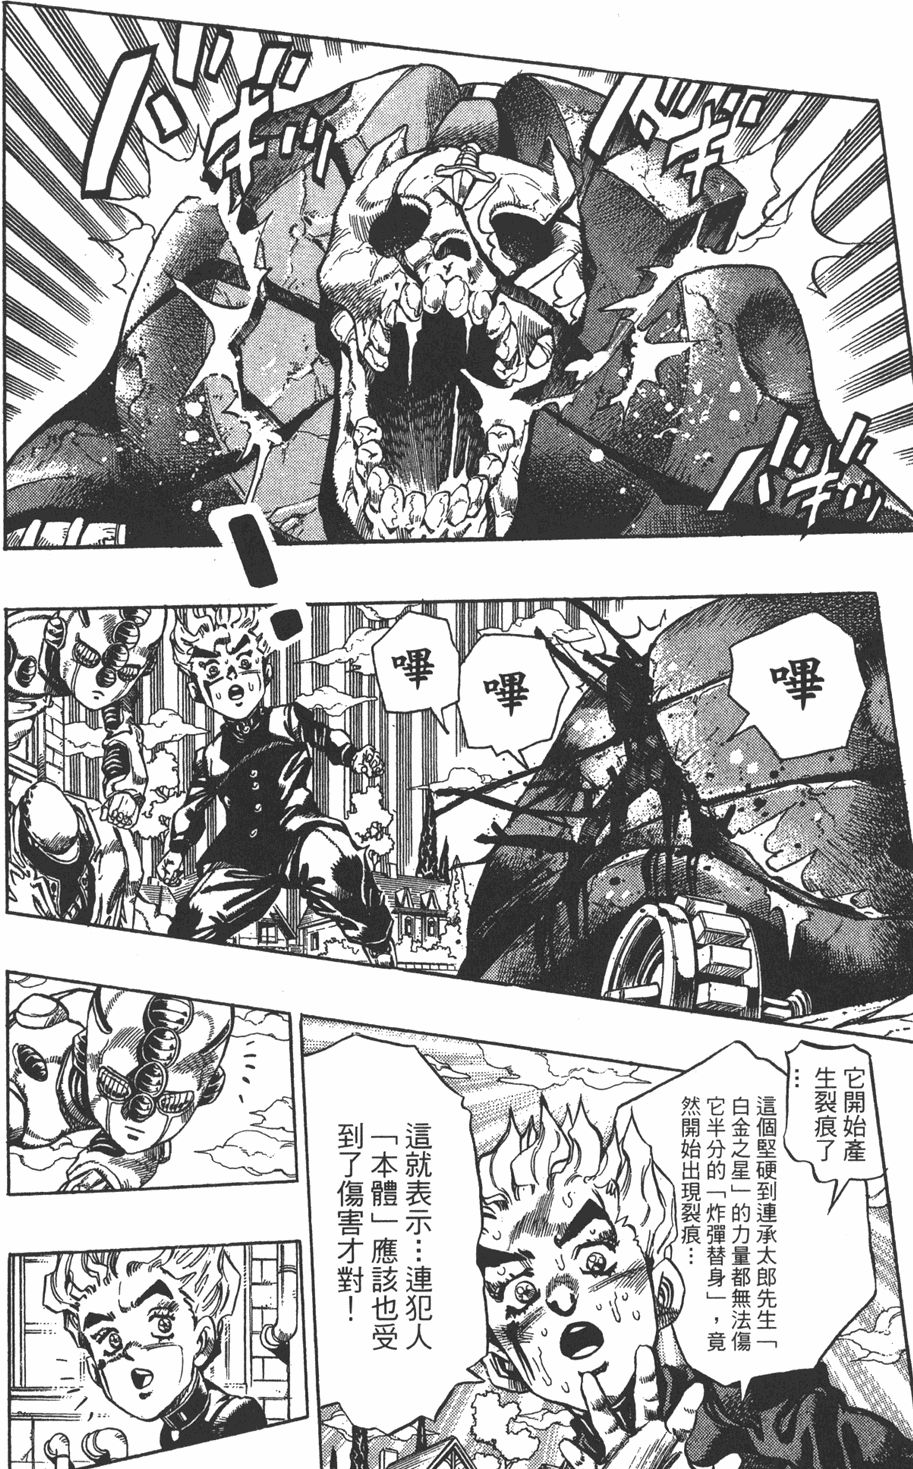 バギッ
バギッ
バギッ
嗶
嗶
嗶
它開始產
生裂痕了
…
這個堅硬到連承太郎先生「
白金之星」的力量都無法傷
它半分的「炸彈替身」，竟
然開始出現裂痕…
這就表示…連犯人
「本體」應該也受
到了傷害才對！